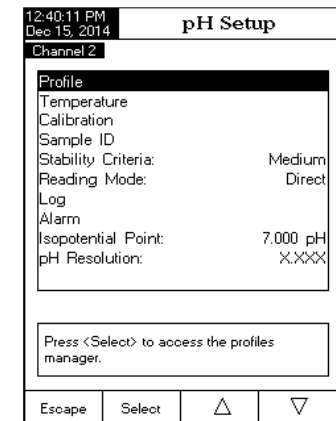 12:40:11 PM
Dec 15, 2014
pH Setup
Channel 2
Profile
Temperature
Calibration
Sample ID
Stability Criteria: Medium
Reading Mode: Direct
Log
Alarm
Isopotential Point: 7.000 pH
pH Resolution: X.XXX
Press <Select> to access the profiles
manager.
Escape Select △ ▽